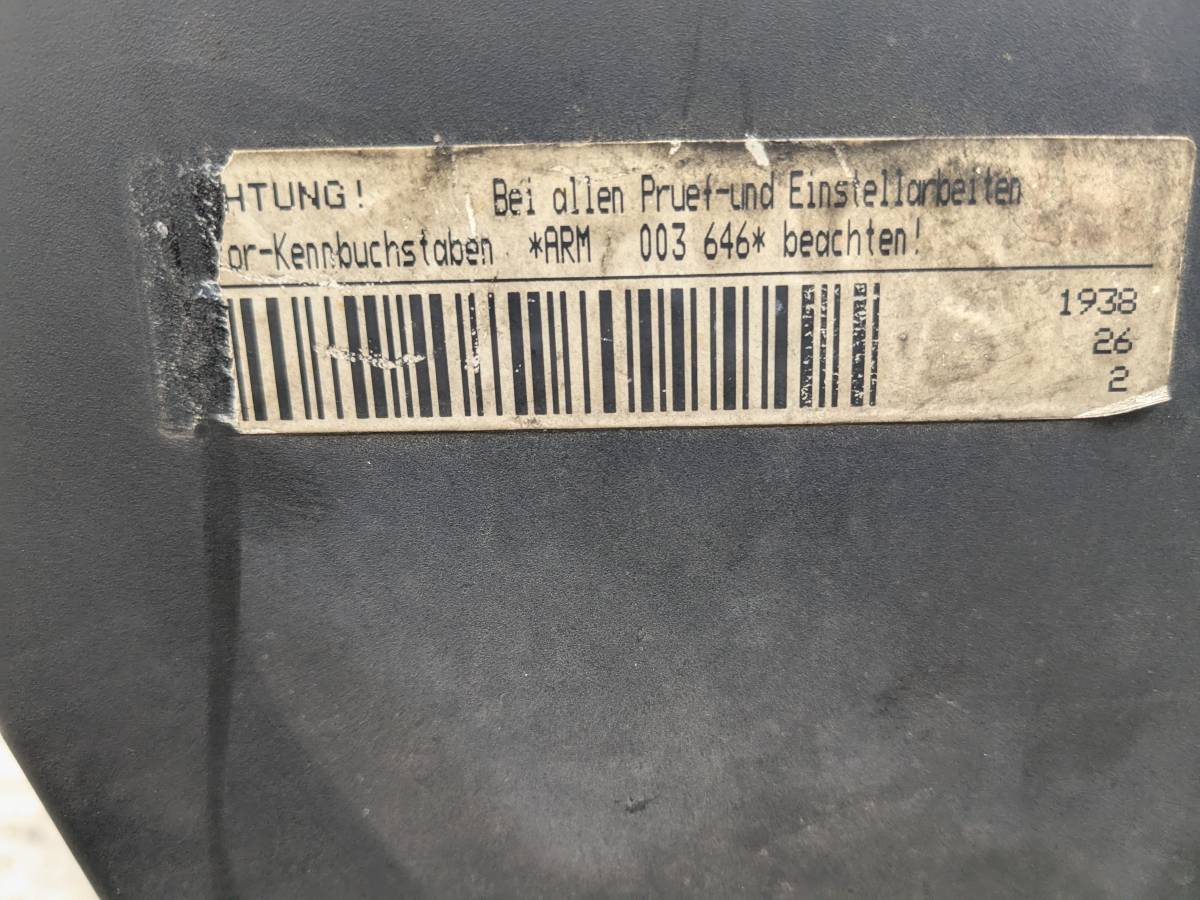 HTUNG! Bei allen Pruef-und Einstellarbeiten
or-Kennbuchstaben *ARM 003 646* beachten!
1938
26
2